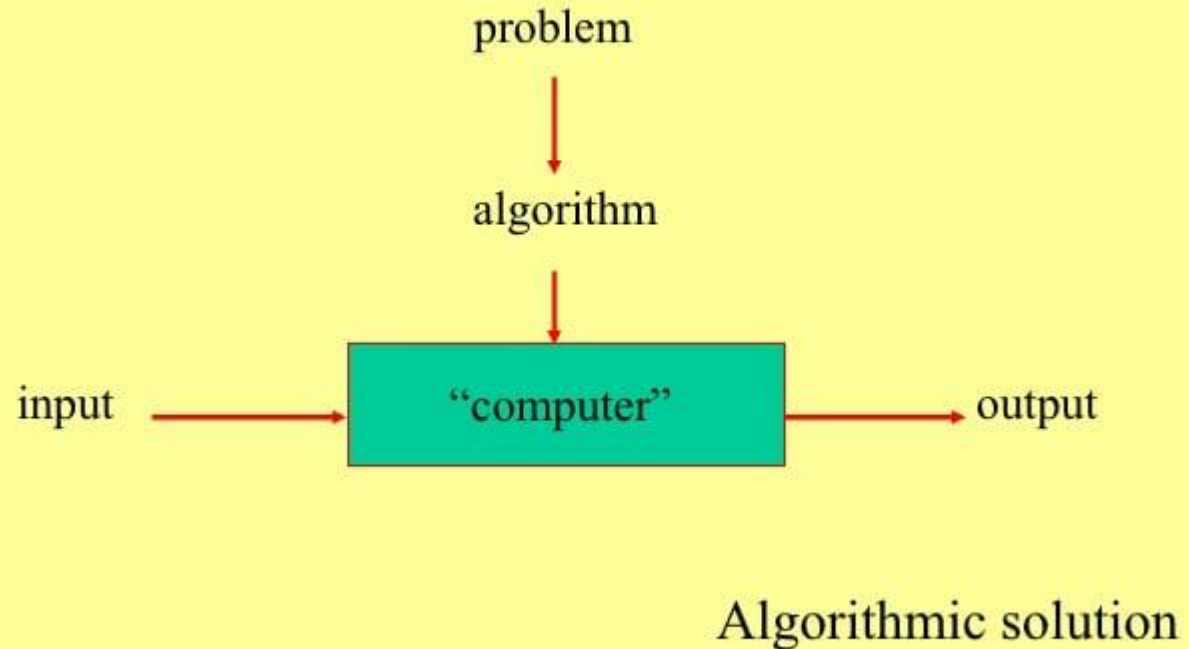 problem
algorithm
input
“computer”
output
Algorithmic solution